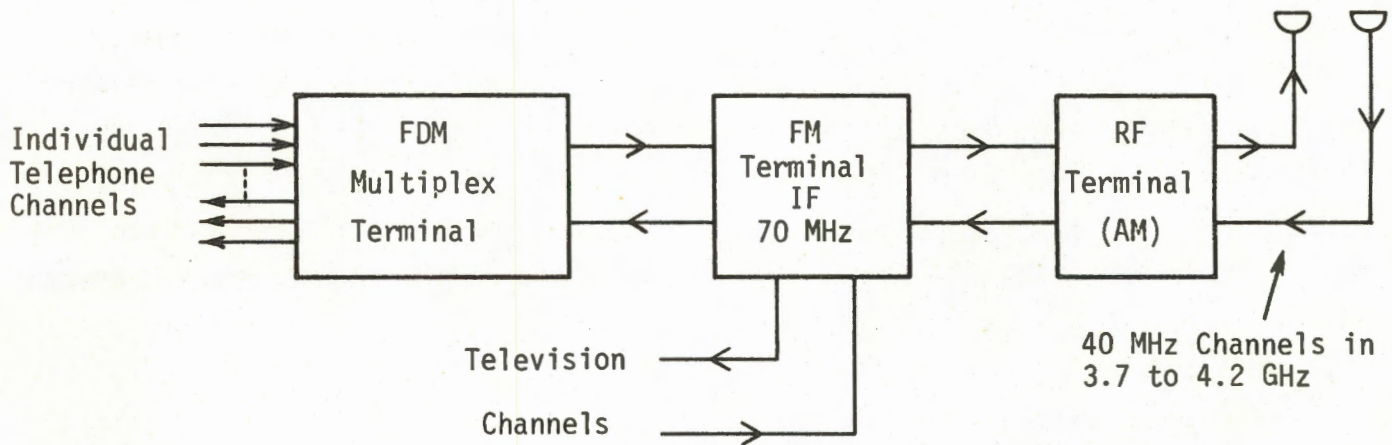 Individual
Telephone
Channels
FDM
Multiplex
Terminal
FM
Terminal
IF
70 MHz
RF
Terminal
(AM)
Television
Channels
40 MHz Channels in
3.7 to 4.2 GHz